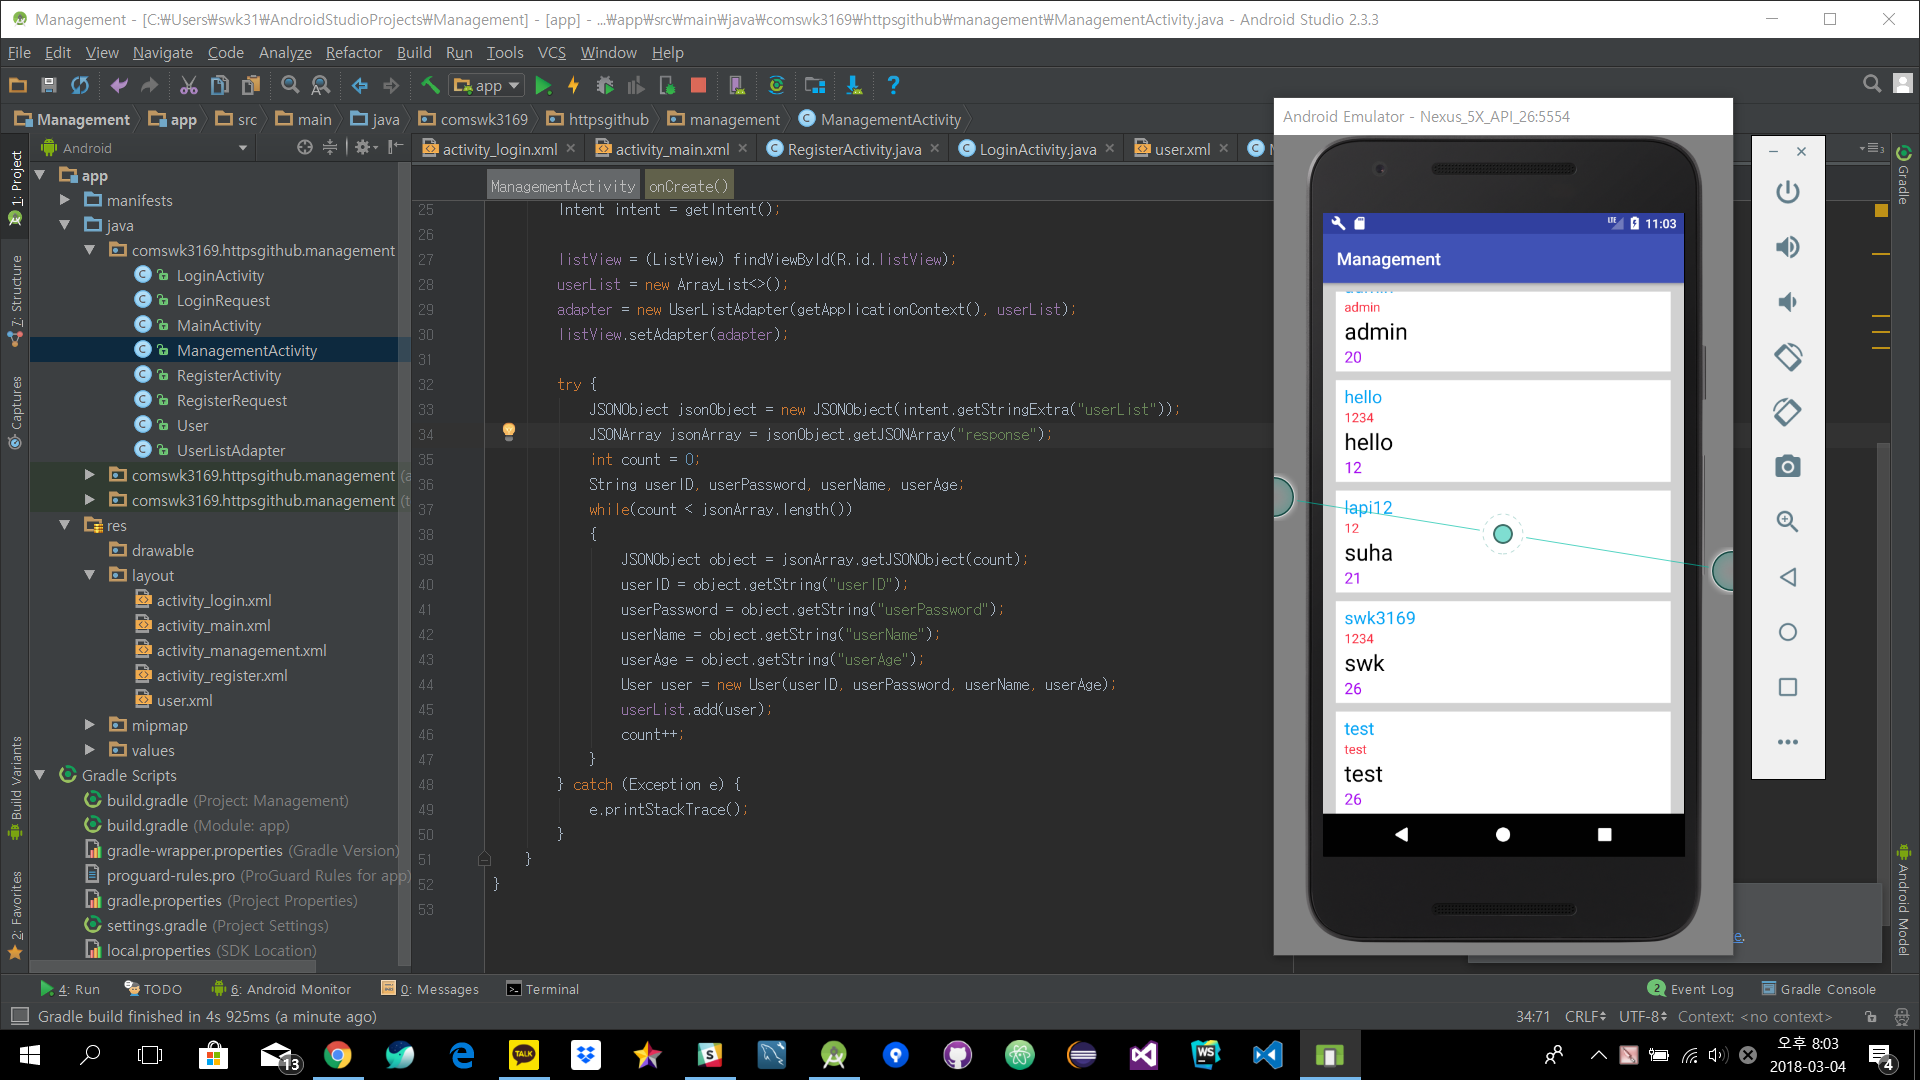 Management - [C:₩Users₩swk31₩AndroidStudioProjects₩Management] - [app] - ...₩app₩src₩main₩java₩comswk3169₩httpsgithub₩management₩ManagementActivity.java - Android Studio 2.3.3
File Edit View Navigate Code Analyze Refactor Build Run Tools VCS Window Help
app
Management app src main java comswk3169 httpsgithub management ManagementActivity
Android
activity_login.xml activity_main.xml RegisterActivity.java LoginActivity.java user.xml
ManagementActivity onCreate()
1: Project
7: Structure
Captures
Build Variants
2: Favorites
app
manifests
java
comswk3169.httpsgithub.management
LoginActivity
LoginRequest
MainActivity
ManagementActivity
RegisterActivity
RegisterRequest
User
UserListAdapter
comswk3169.httpsgithub.management (a
comswk3169.httpsgithub.management (t
res
drawable
layout
activity_login.xml
activity_main.xml
activity_management.xml
activity_register.xml
user.xml
mipmap
values
Gradle Scripts
build.gradle (Project: Management)
build.gradle (Module: app)
gradle-wrapper.properties (Gradle Version)
proguard-rules.pro (ProGuard Rules for app)
gradle.properties (Project Properties)
settings.gradle (Project Settings)
local.properties (SDK Location)
25 Intent intent = getIntent();
26
27 listView = (ListView) findViewById(R.id.listView);
28 userList = new ArrayList<>();
29 adapter = new UserListAdapter(getApplicationContext(), userList);
30 listView.setAdapter(adapter);
31
32 try {
33 JSONObject jsonObject = new JSONObject(intent.getStringExtra("userList"));
34 JSONArray jsonArray = jsonObject.getJSONArray("response");
35 int count = 0;
36 String userID, userPassword, userName, userAge;
37 while(count < jsonArray.length())
38 {
39 JSONObject object = jsonArray.getJSONObject(count);
40 userID = object.getString("userID");
41 userPassword = object.getString("userPassword");
42 userName = object.getString("userName");
43 userAge = object.getString("userAge");
44 User user = new User(userID, userPassword, userName, userAge);
45 userList.add(user);
46 count++;
47 }
48 } catch (Exception e) {
49 e.printStackTrace();
50 }
51 }
52 }
53
Android Emulator - Nexus_5X_API_26:5554
LTE 11:03
Management
admin
admin
admin
20
hello
1234
hello
12
lapi12
12
suha
21
swk3169
1234
swk
26
test
test
test
26
Gradle
Android Model
e.
4: Run TODO 6: Android Monitor 0: Messages Terminal 2 Event Log Gradle Console
Gradle build finished in 4s 925ms (a minute ago) 34:71 CRLF UTF-8 Context: <no context>
13 TALK WS
오후 8:03
2018-03-04
4